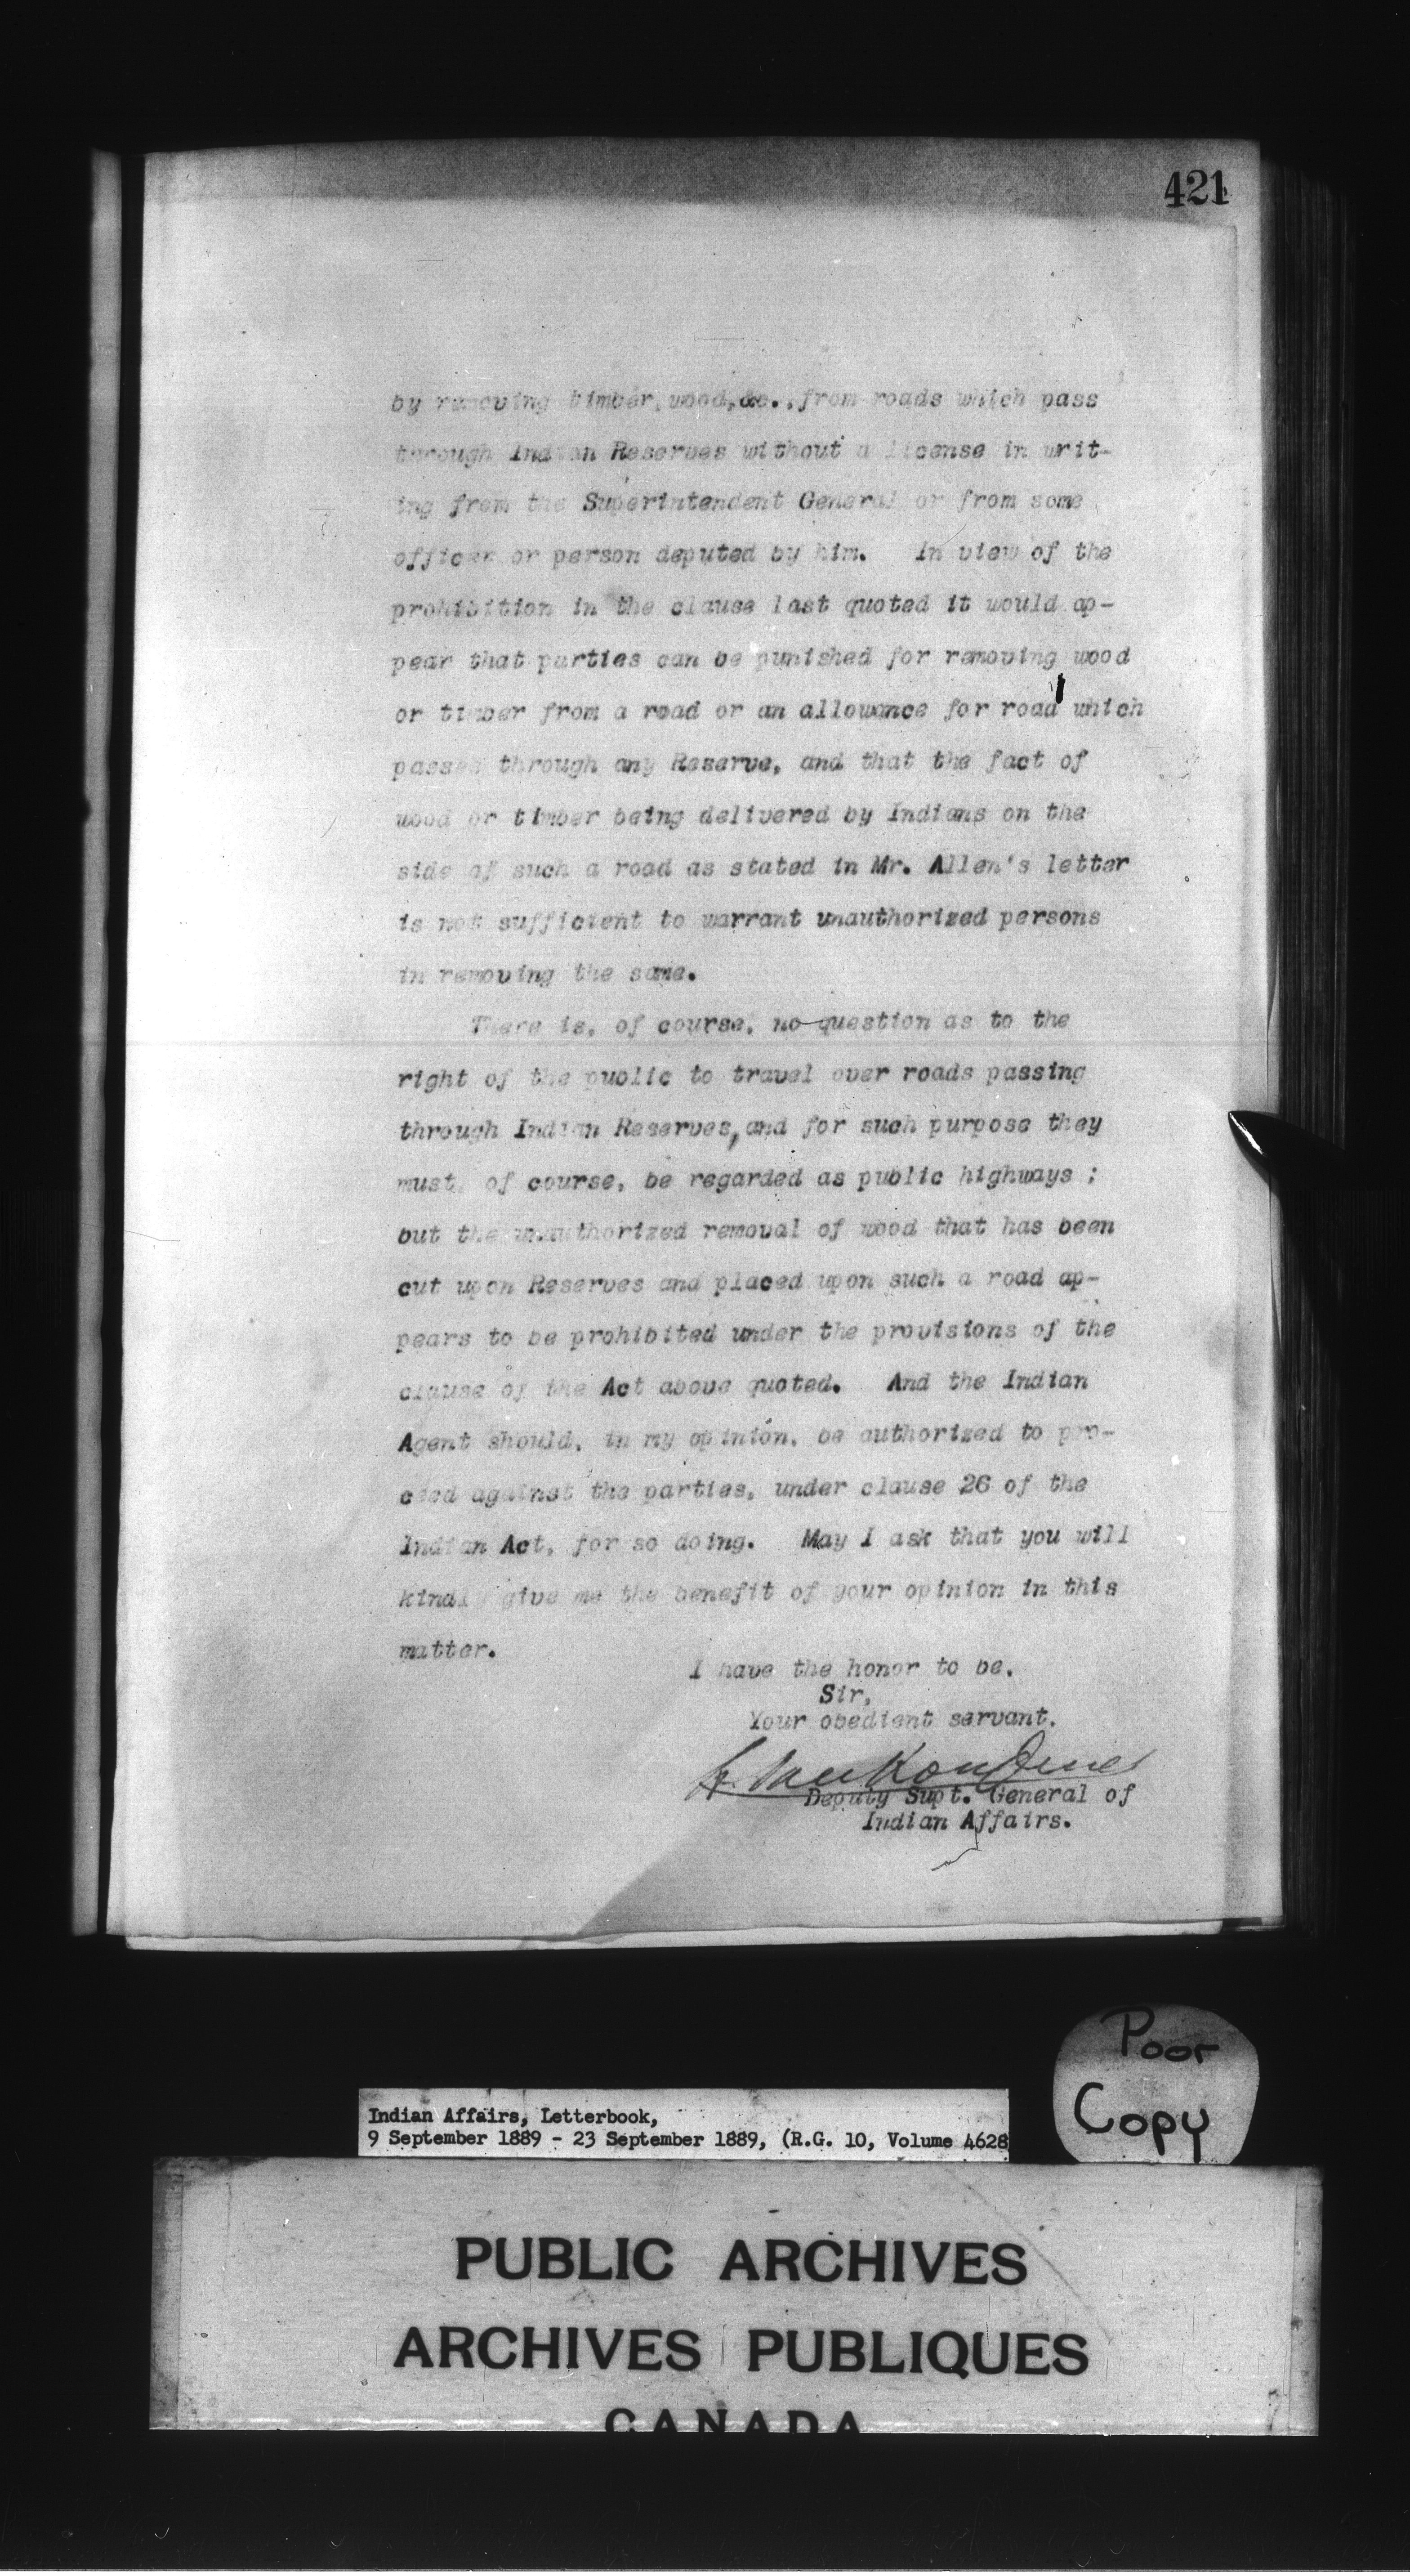 421
by removing timber, wood, &c., from roads which pass
through Indian Reserves without a license in writ-
ing from the Superintendent General or from some
officer or person deputed by him. In view of the
prohibition in the clause last quoted it would ap-
pear that parties can be punished for removing wood
or timber from a road or an allowance for road which
passes through any Reserve, and that the fact of
wood or timber being delivered by Indians on the
side of such a road as stated in Mr. Allen's letter
is not sufficient to warrant unauthorized persons
in removing the same.
There is, of course, no question as to the
right of the public to travel over roads passing
through Indian Reserves, and for such purpose they
must, of course, be regarded as public highways ;
but the unauthorized removal of wood that has been
cut upon Reserves and placed upon such a road ap-
pears to be prohibited under the provisions of the
clause of the Act above quoted. And the Indian
Agent should, in my opinion, be authorized to pro-
ceed against the parties, under clause 26 of the
Indian Act, for so doing. May I ask that you will
kindly give me the benefit of your opinion in this
matter.
I have the honor to be,
Sir,
Your obedient servant.
L. VanKoughnet
Deputy Supt. General of
Indian Affairs.
Poor
Copy
Indian Affairs, Letterbook,
9 September 1889 - 23 September 1889, (R.G. 10, Volume 4628
PUBLIC ARCHIVES
ARCHIVES PUBLIQUES
CANADA